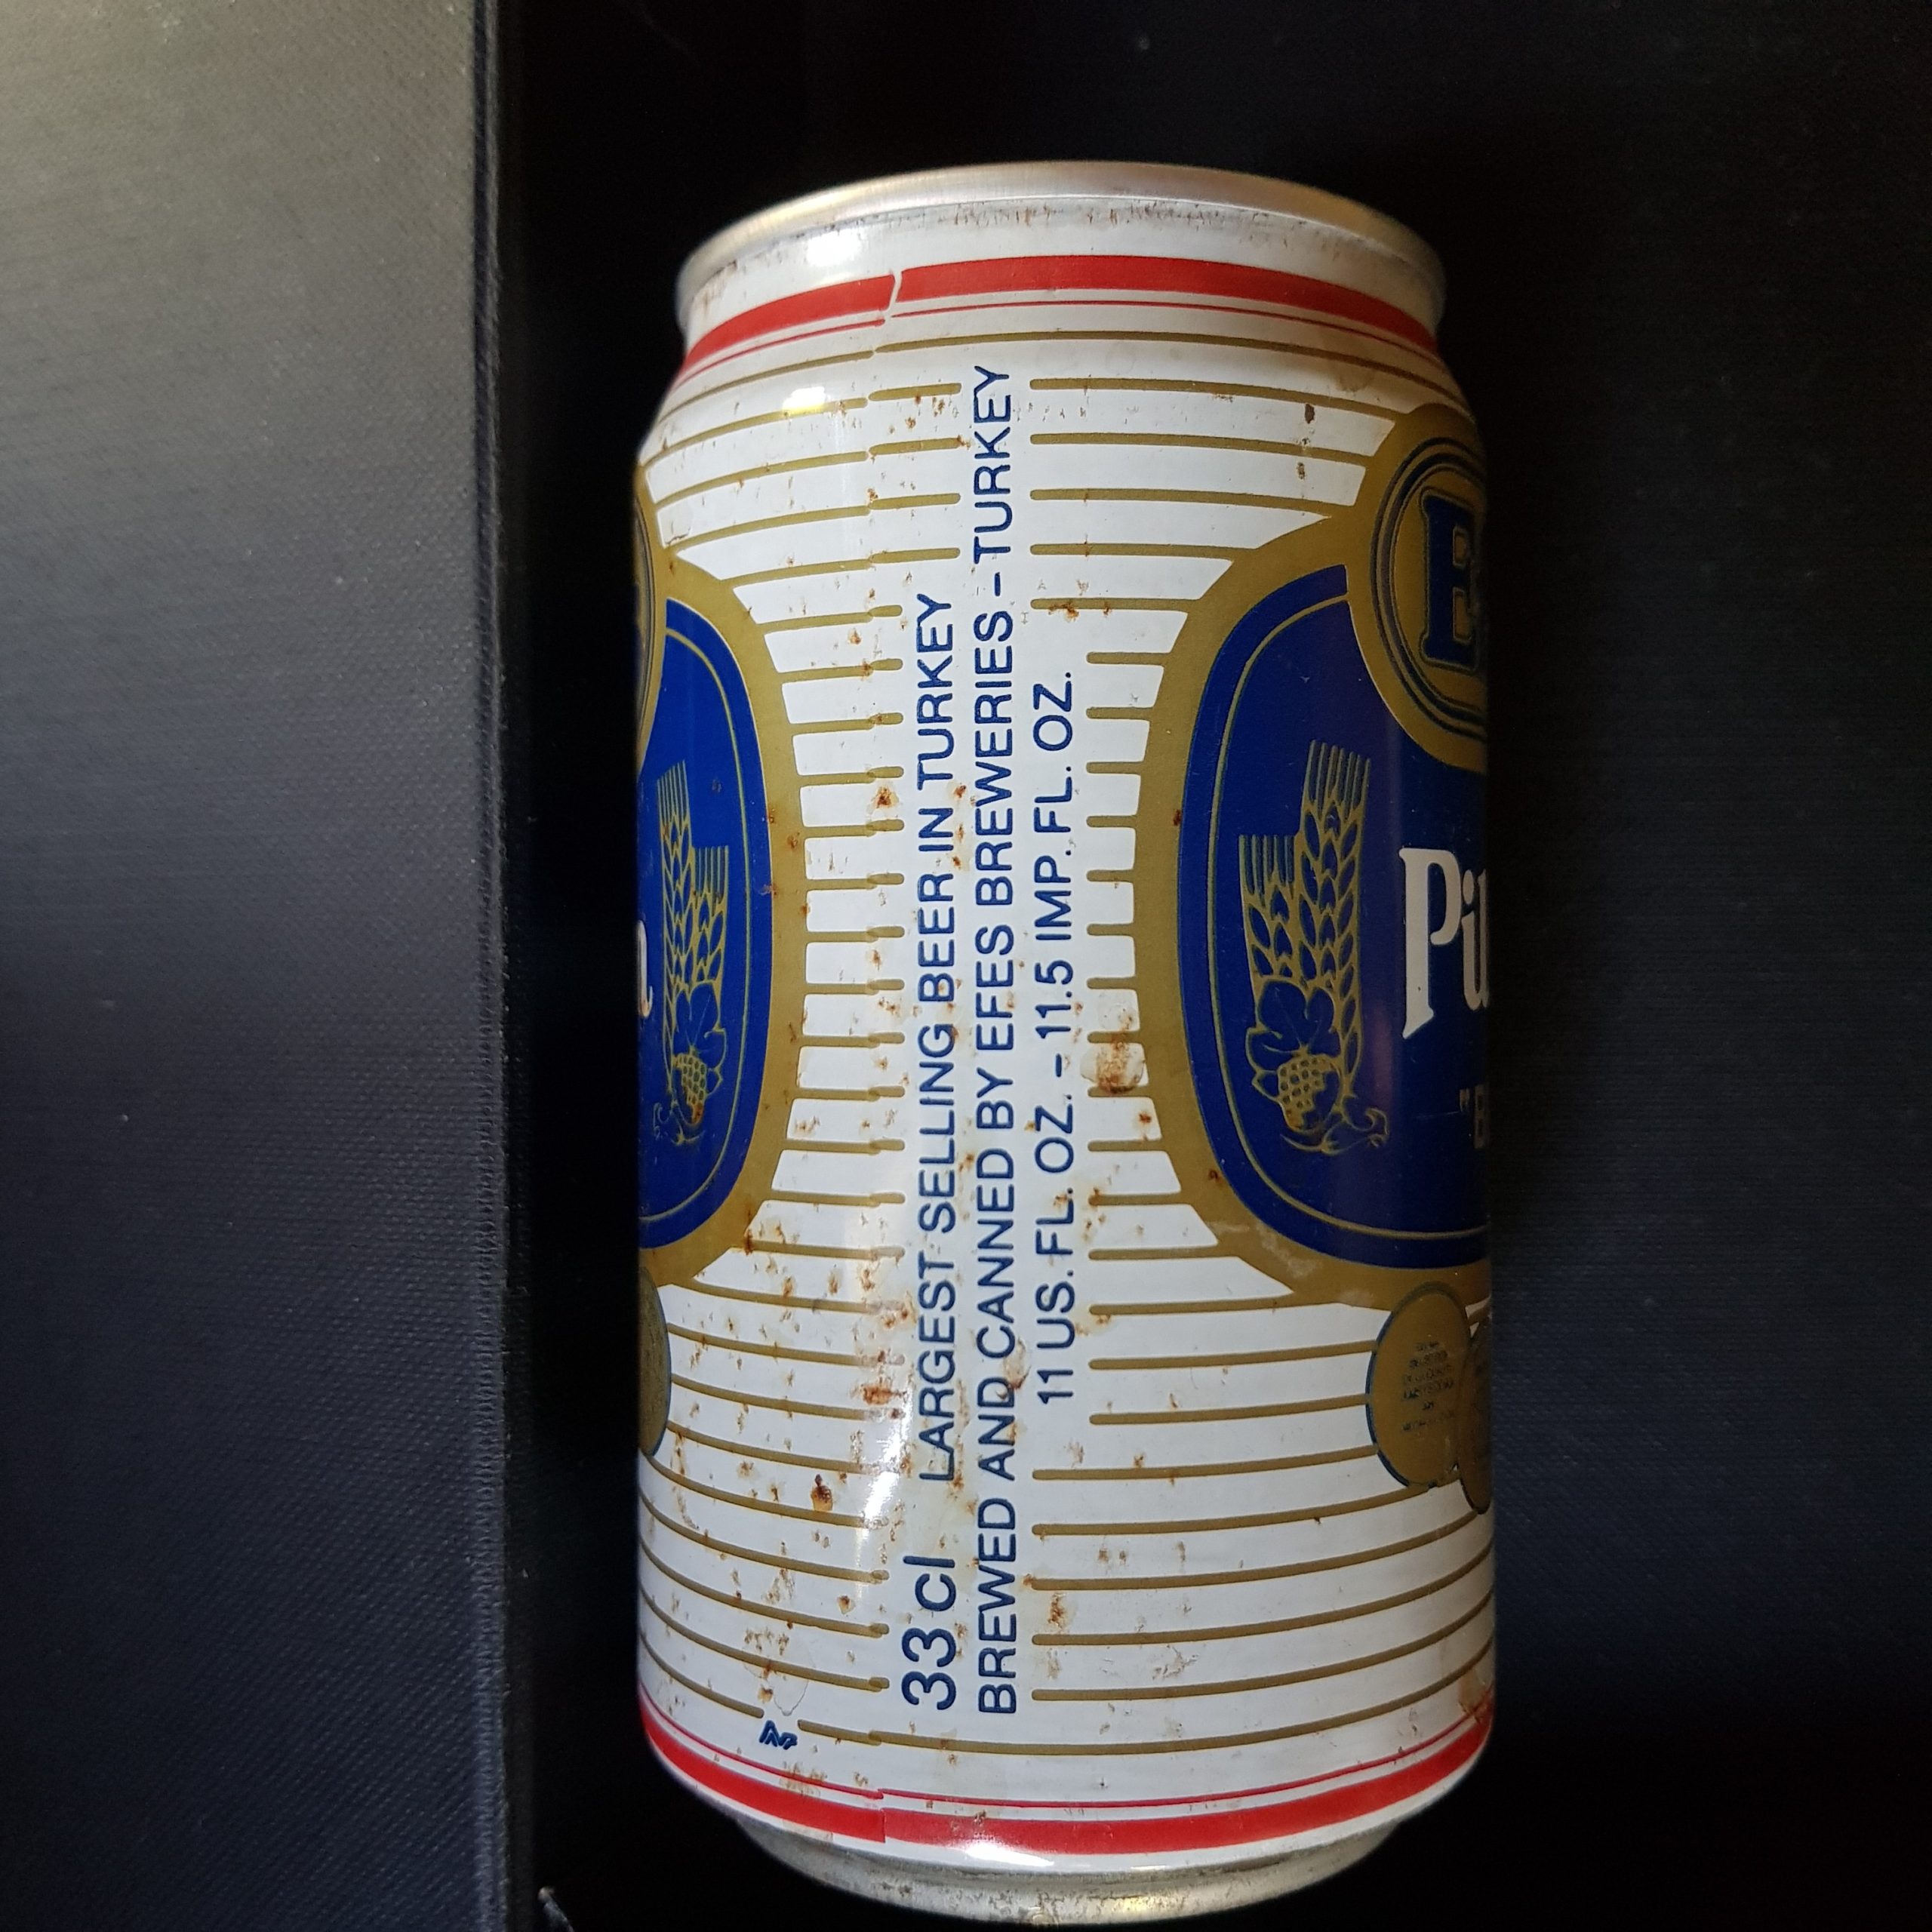 33 cl LARGEST SELLING BEER IN TURKEY
BREWED AND CANNED BY EFES BREWERIES - TURKEY
11 US. FL. OZ. - 11.5 IMP. FL. OZ.
E
Pil
"B
n